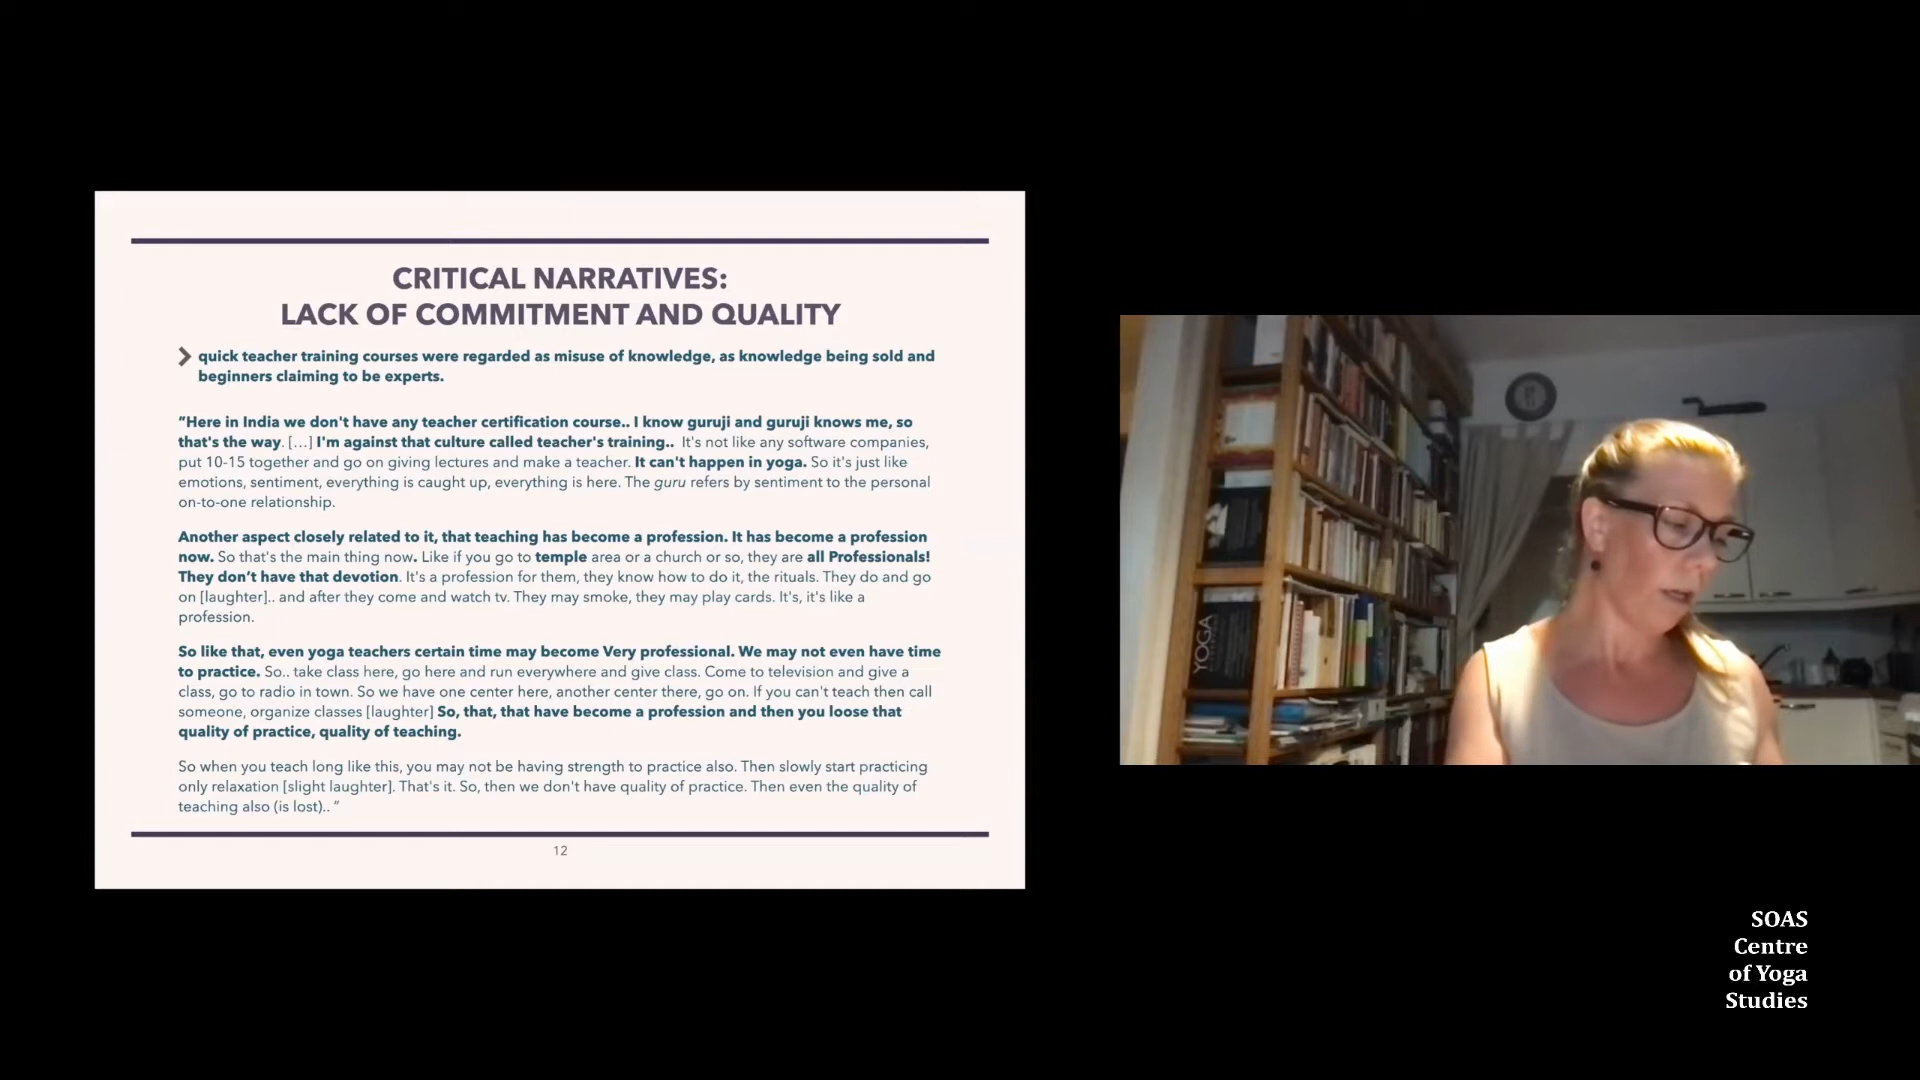 CRITICAL NARRATIVES:
LACK OF COMMITMENT AND QUALITY
quick teacher training courses were regarded as misuse of knowledge, as knowledge being sold and
beginners claiming to be experts.
“Here in India we don't have any teacher certification course.. I know guruji and guruji knows me, so
that's the way. [...] I'm against that culture called teacher's training.. It's not like any software companies,
put 10-15 together and go on giving lectures and make a teacher. It can't happen in yoga. So it's just like
emotions, sentiment, everything is caught up, everything is here. The guru refers by sentiment to the personal
on-to-one relationship.
Another aspect closely related to it, that teaching has become a profession. It has become a profession
now. So that's the main thing now. Like if you go to temple area or a church or so, they are all Professionals!
They don’t have that devotion. It's a profession for them, they know how to do it, the rituals. They do and go
on [laughter].. and after they come and watch tv. They may smoke, they may play cards. It's, it's like a
profession.
So like that, even yoga teachers certain time may become Very professional. We may not even have time
to practice. So.. take class here, go here and run everywhere and give class. Come to television and give a
class, go to radio in town. So we have one center here, another center there, go on. If you can't teach then call
someone, organize classes [laughter] So, that, that have become a profession and then you loose that
quality of practice, quality of teaching.
So when you teach long like this, you may not be having strength to practice also. Then slowly start practicing
only relaxation [slight laughter]. That's it. So, then we don't have quality of practice. Then even the quality of
teaching also (is lost).. ”
12
YOGA
SOAS
Centre
of Yoga
Studies